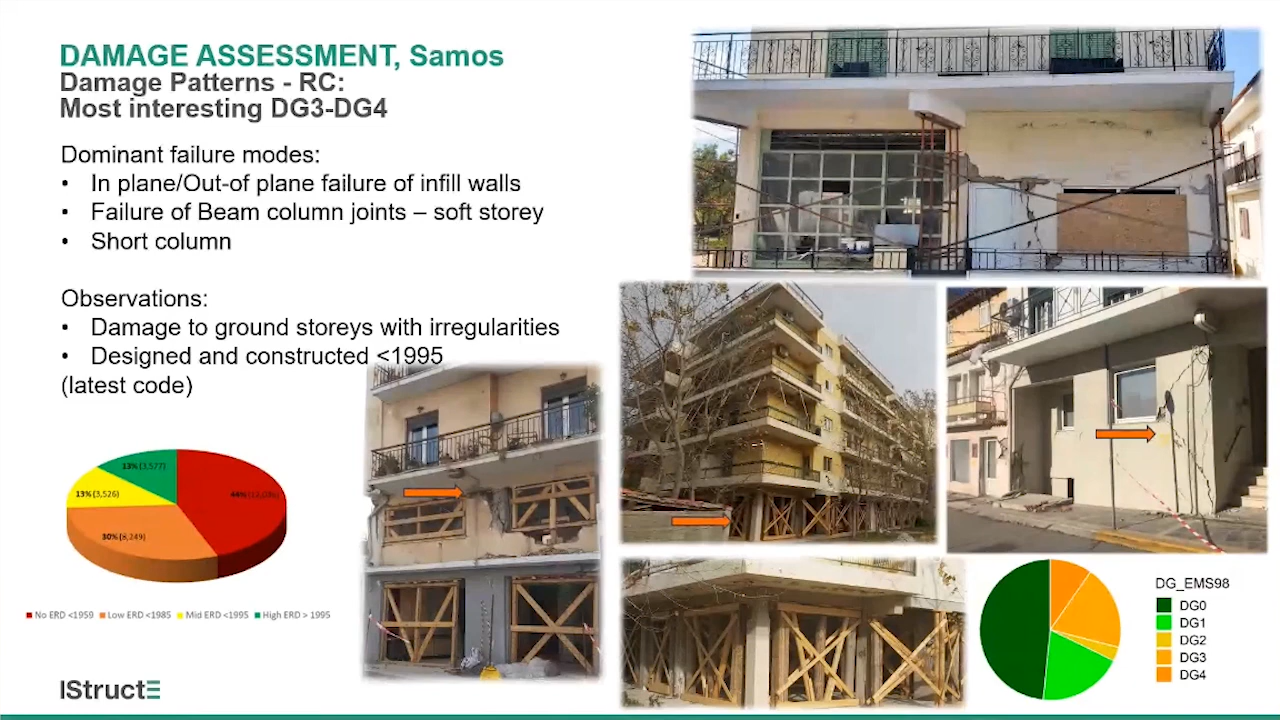 DAMAGE ASSESSMENT, Samos
Damage Patterns - RC:
Most interesting DG3-DG4
Dominant failure modes:
• In plane/Out-of plane failure of infill walls
• Failure of Beam column joints – soft storey
• Short column
Observations:
• Damage to ground storeys with irregularities
• Designed and constructed <1995
(latest code)
13% (3,577)
13% (3,526)
44%
30% (8,249)
No ERD <1959 Low ERD <1985 Mid ERD <1995 High ERD > 1995
DG_EMS98
DG0
DG1
DG2
DG3
DG4
IStructE